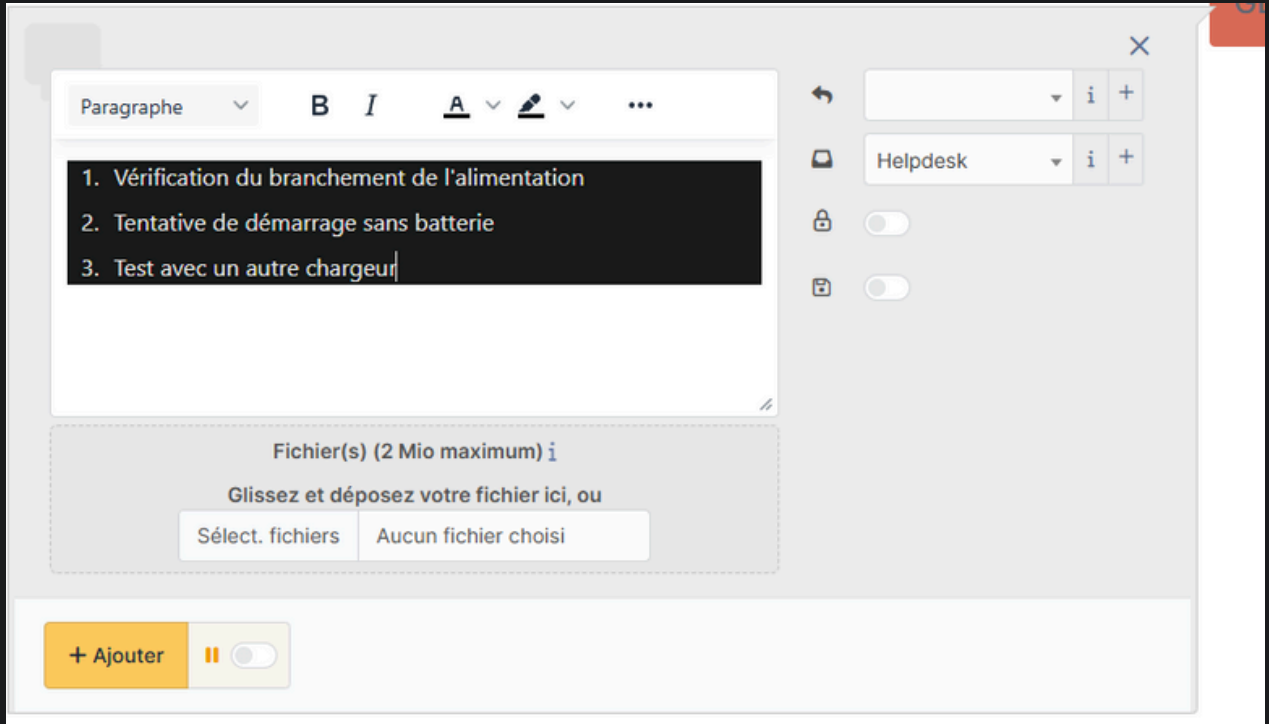 Paragraphe B I A •••
1. Vérification du branchement de l'alimentation
2. Tentative de démarrage sans batterie
3. Test avec un autre chargeur
Helpdesk
Fichier(s) (2 Mio maximum) i
Glissez et déposez votre fichier ici, ou
Sélect. fichiers Aucun fichier choisi
+ Ajouter